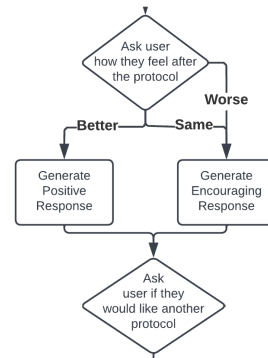 Ask user
how they feel after
the protocol
Worse
Better
Same
Generate
Positive
Response
Generate
Encouraging
Response
Ask
user if they
would like another
protocol